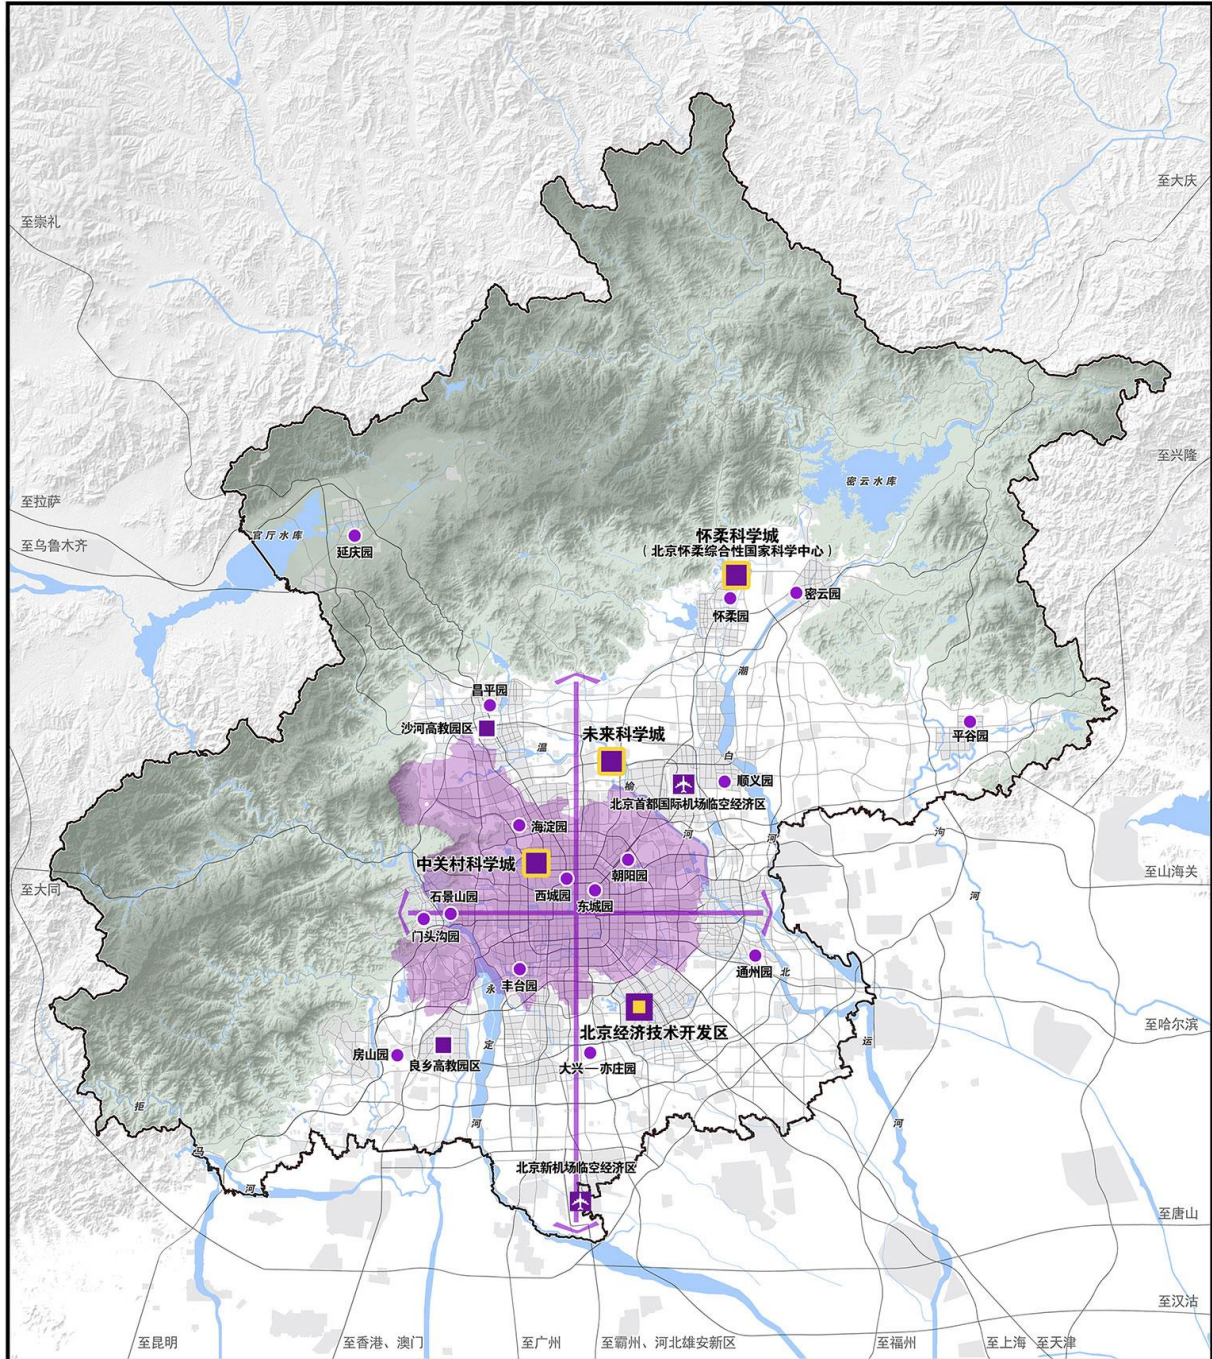 至大庆
至崇礼
至兴隆
密云水库
至拉萨
官厅水库
怀柔科学城
（北京怀柔综合性国家科学中心）
至乌鲁木齐
延庆园
密云园
怀柔园
潮
昌平园
沙河高教园区
未来科学城
平谷园
温
白
榆
顺义园
北京首都国际机场临空经济区
海淀园
河
河
泃
中关村科学城
朝阳园
至山海关
至大同
西城园
石景山园
东城园
河
门头沟园
通州园
北
丰台园
永
至哈尔滨
北京经济技术开发区
运
定
房山园
良乡高教园区
大兴—亦庄园
拒
河
河
马
北京新机场临空经济区
河
至唐山
至汉沽
至昆明
至香港、澳门
至广州
至霸州、河北雄安新区
至福州
至上海
至天津